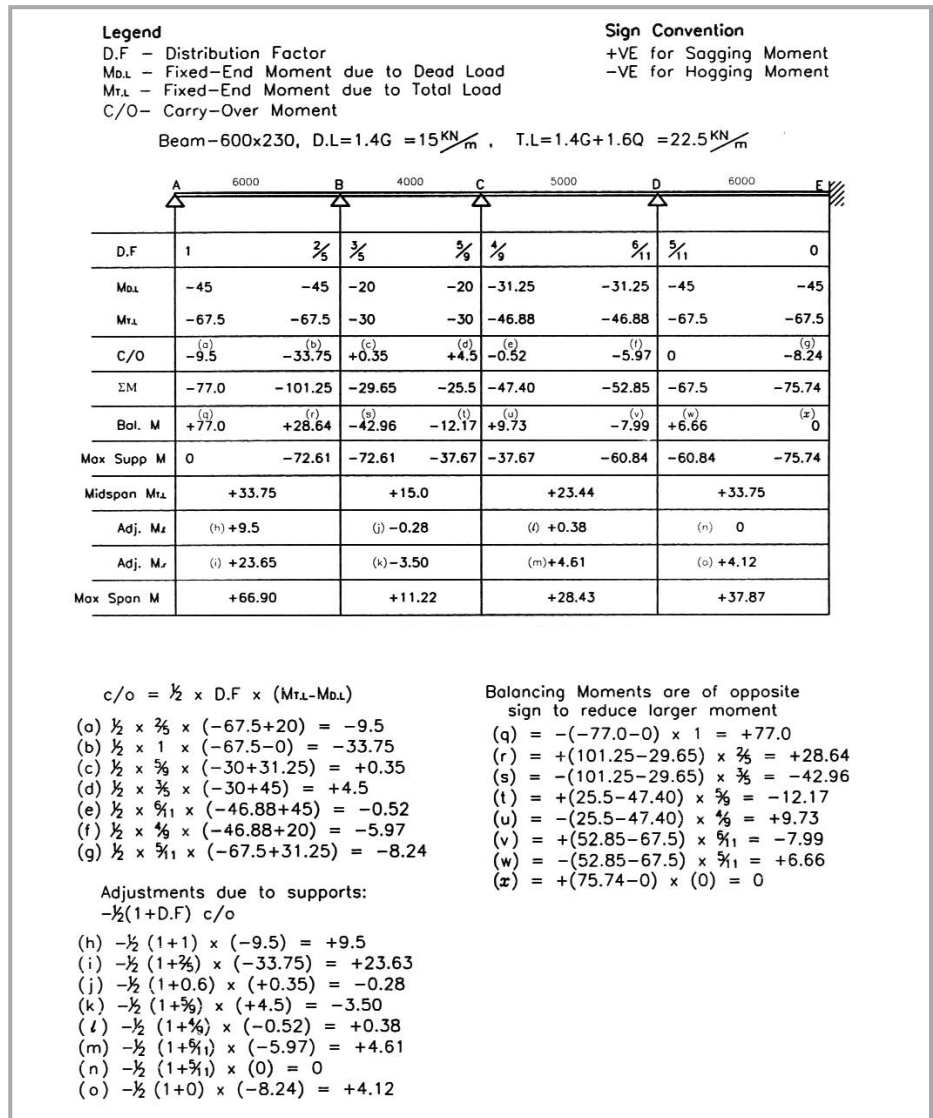 Legend
D.F – Distribution Factor
MD.L – Fixed–End Moment due to Dead Load
MT.L – Fixed–End Moment due to Total Load
C/O– Carry–Over Moment
Sign Convention
+VE for Sagging Moment
–VE for Hogging Moment
Beam–600x230, D.L=1.4G =15KN/m , T.L=1.4G+1.6Q =22.5KN/m
A 6000 B 4000 C 5000 D 6000 E
D.F 1 2/5 3/5 5/9 4/9 6/11 5/11 0
MD.L –45 –45 –20 –20 –31.25 –31.25 –45 –45
MT.L –67.5 –67.5 –30 –30 –46.88 –46.88 –67.5 –67.5
C/O (a) –9.5 (b) –33.75 (c) +0.35 (d) +4.5 (e) –0.52 (f) –5.97 0 (g) –8.24
ΣM –77.0 –101.25 –29.65 –25.5 –47.40 –52.85 –67.5 –75.74
Bal. M (q) +77.0 (r) +28.64 (s) –42.96 (t) –12.17 (u) +9.73 (v) –7.99 (w) +6.66 (x) 0
Max Supp M 0 –72.61 –72.61 –37.67 –37.67 –60.84 –60.84 –75.74
Midspan MT.L +33.75 +15.0 +23.44 +33.75
Adj. Mℓ (h) +9.5 (j) –0.28 (l) +0.38 (n) 0
Adj. Mr (i) +23.65 (k) –3.50 (m)+4.61 (o) +4.12
Max Span M +66.90 +11.22 +28.43 +37.87
c/o = ½ x D.F x (MT.L–MD.L)
(a) ½ x 2/5 x (–67.5+20) = –9.5
(b) ½ x 1 x (–67.5–0) = –33.75
(c) ½ x 5/9 x (–30+31.25) = +0.35
(d) ½ x 3/5 x (–30+45) = +4.5
(e) ½ x 6/11 x (–46.88+45) = –0.52
(f) ½ x 4/9 x (–46.88+20) = –5.97
(g) ½ x 5/11 x (–67.5+31.25) = –8.24
Adjustments due to supports:
–½(1+D.F) c/o
(h) –½ (1+1) x (–9.5) = +9.5
(i) –½ (1+2/5) x (–33.75) = +23.63
(j) –½ (1+0.6) x (+0.35) = –0.28
(k) –½ (1+5/9) x (+4.5) = –3.50
(l) –½ (1+4/9) x (–0.52) = +0.38
(m) –½ (1+6/11) x (–5.97) = +4.61
(n) –½ (1+5/11) x (0) = 0
(o) –½ (1+0) x (–8.24) = +4.12
Balancing Moments are of opposite
sign to reduce larger moment
(q) = –(–77.0–0) x 1 = +77.0
(r) = +(101.25–29.65) x 2/5 = +28.64
(s) = –(101.25–29.65) x 3/5 = –42.96
(t) = +(25.5–47.40) x 5/9 = –12.17
(u) = –(25.5–47.40) x 4/9 = +9.73
(v) = +(52.85–67.5) x 6/11 = –7.99
(w) = –(52.85–67.5) x 5/11 = +6.66
(x) = +(75.74–0) x (0) = 0